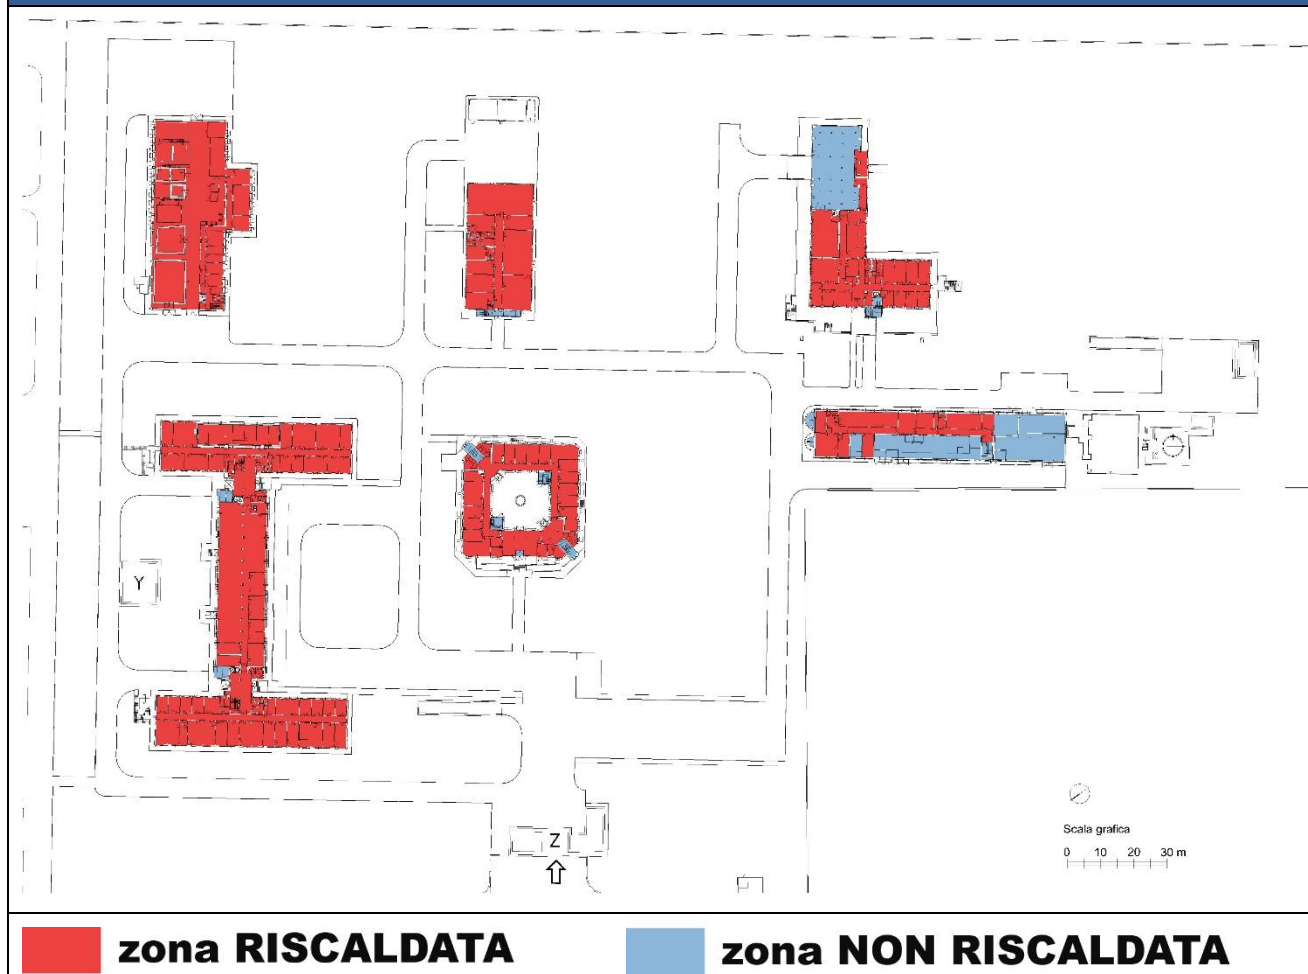 Y
Z
Scala grafica
0 10 20 30 m
zona RISCALDATA
zona NON RISCALDATA